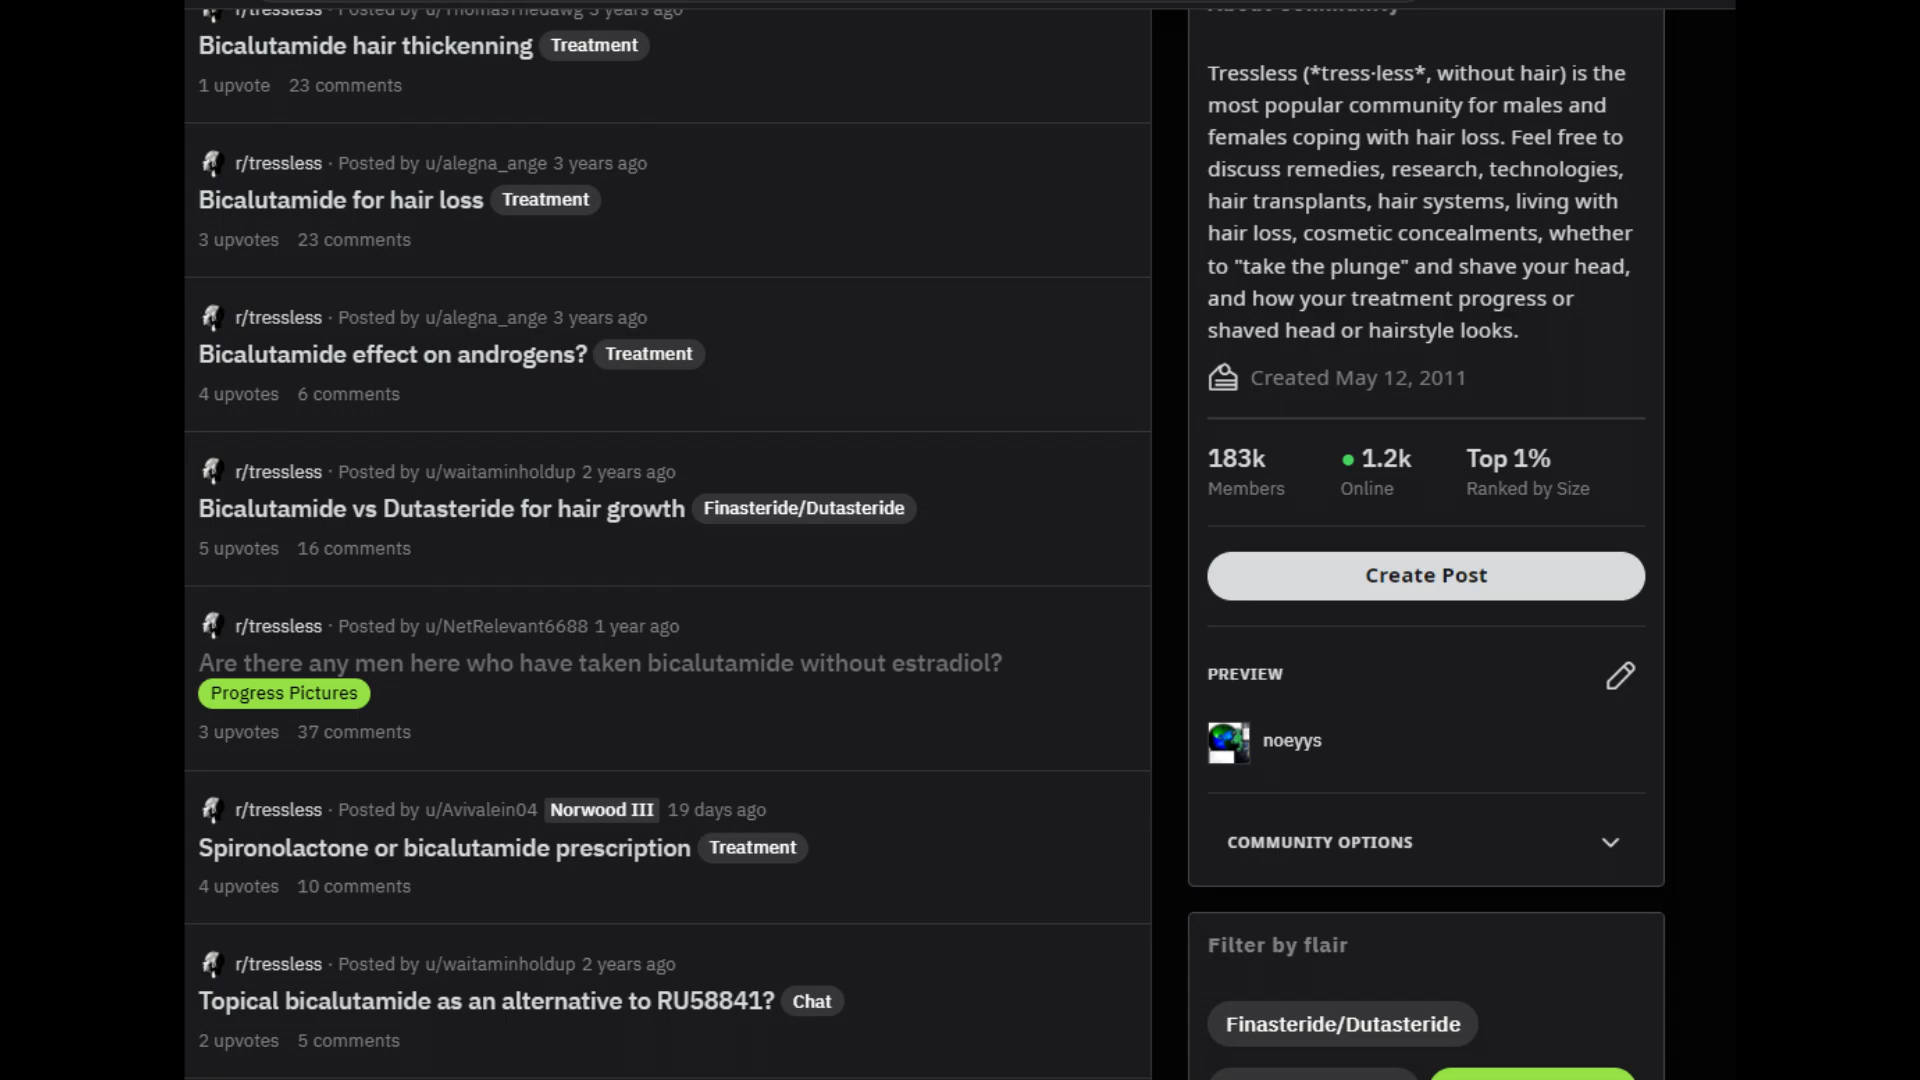 r/tressless · Posted by u/ThomasThedawg 3 years ago
Bicalutamide hair thickenning Treatment
1 upvote 23 comments
r/tressless · Posted by u/alegna_ange 3 years ago
Bicalutamide for hair loss Treatment
3 upvotes 23 comments
r/tressless · Posted by u/alegna_ange 3 years ago
Bicalutamide effect on androgens? Treatment
4 upvotes 6 comments
r/tressless · Posted by u/waitaminholdup 2 years ago
Bicalutamide vs Dutasteride for hair growth Finasteride/Dutasteride
5 upvotes 16 comments
r/tressless · Posted by u/NetRelevant6688 1 year ago
Are there any men here who have taken bicalutamide without estradiol?
Progress Pictures
3 upvotes 37 comments
r/tressless · Posted by u/Avivalein04 Norwood III 19 days ago
Spironolactone or bicalutamide prescription Treatment
4 upvotes 10 comments
r/tressless · Posted by u/waitaminholdup 2 years ago
Topical bicalutamide as an alternative to RU58841? Chat
2 upvotes 5 comments
About Community
Tressless (*tress·less*, without hair) is the
most popular community for males and
females coping with hair loss. Feel free to
discuss remedies, research, technologies,
hair transplants, hair systems, living with
hair loss, cosmetic concealments, whether
to "take the plunge" and shave your head,
and how your treatment progress or
shaved head or hairstyle looks.
Created May 12, 2011
183k 1.2k Top 1%
Members Online Ranked by Size
Create Post
PREVIEW
noeyys
COMMUNITY OPTIONS
Filter by flair
Finasteride/Dutasteride